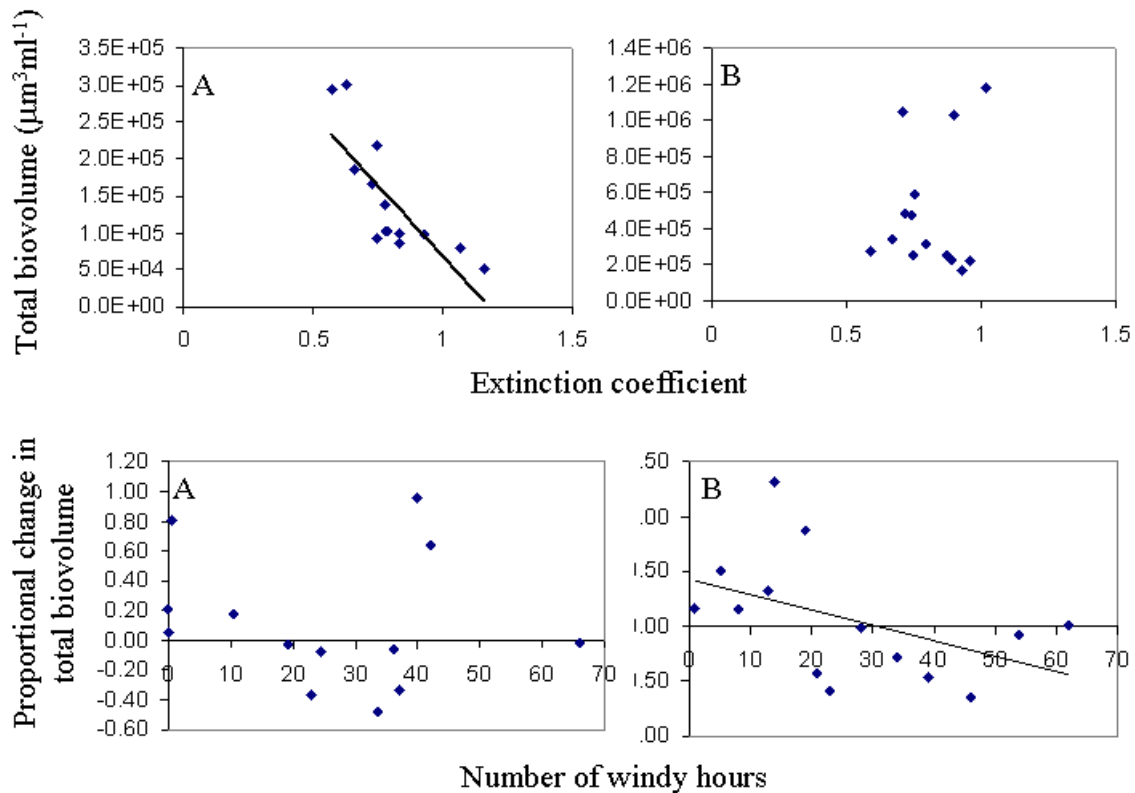 Total biovolume (µm³ml⁻¹)
A
3.5E+05
3.0E+05
2.5E+05
2.0E+05
1.5E+05
1.0E+05
5.0E+04
0.0E+00
0 0.5 1 1.5
B
1.4E+06
1.2E+06
1.0E+06
8.0E+05
6.0E+05
4.0E+05
2.0E+05
0.0E+00
0 0.5 1 1.5
Extinction coefficient
Proportional change in
total biovolume
A
1.20
1.00
0.80
0.60
0.40
0.20
0.00
-0.20
-0.40
-0.60
0 10 20 30 40 50 60 70
B
.50
.00
.50
.00
.50
.00
0 10 20 30 40 50 60 70
Number of windy hours